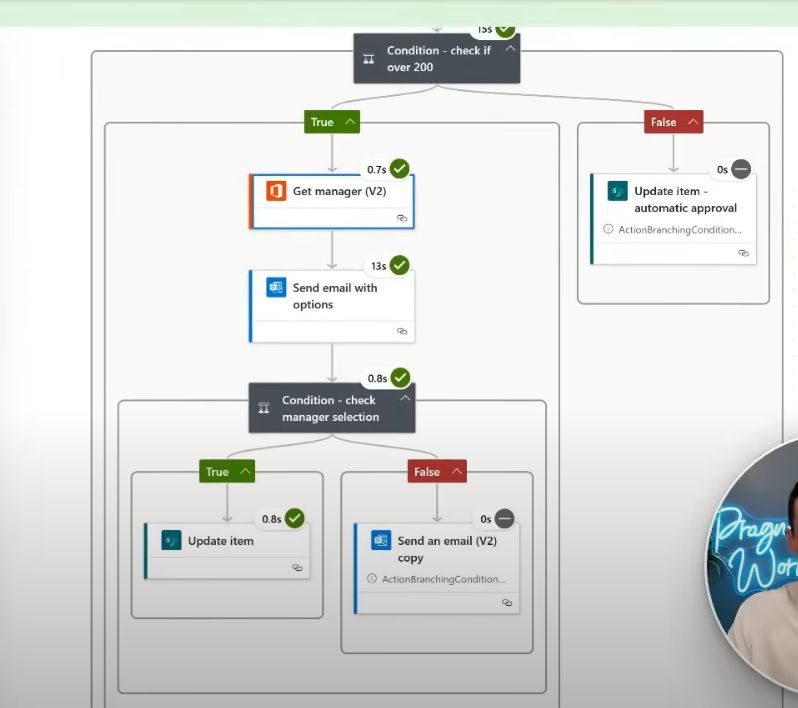 15s
Condition - check if
over 200
True
False
0.7s
Get manager (V2)
0s
Update item -
automatic approval
ActionBranchingCondition...
13s
Send email with
options
0.8s
Condition - check
manager selection
True
False
0.8s
Update item
0s
Send an email (V2)
copy
ActionBranchingCondition...